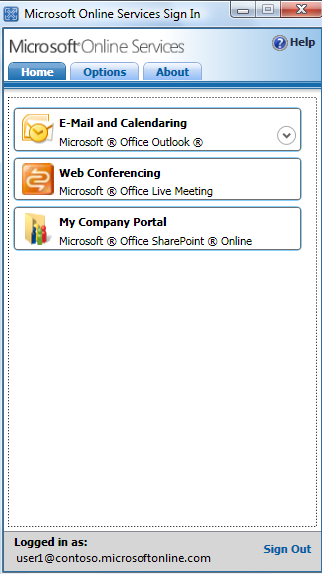 Microsoft Online Services Sign In
Microsoft® Online Services
Help
Home Options About
E-Mail and Calendaring
Microsoft ® Office Outlook ®
Web Conferencing
Microsoft ® Office Live Meeting
My Company Portal
Microsoft ® Office SharePoint ® Online
Logged in as:
user1@contoso.microsoftonline.com
Sign Out